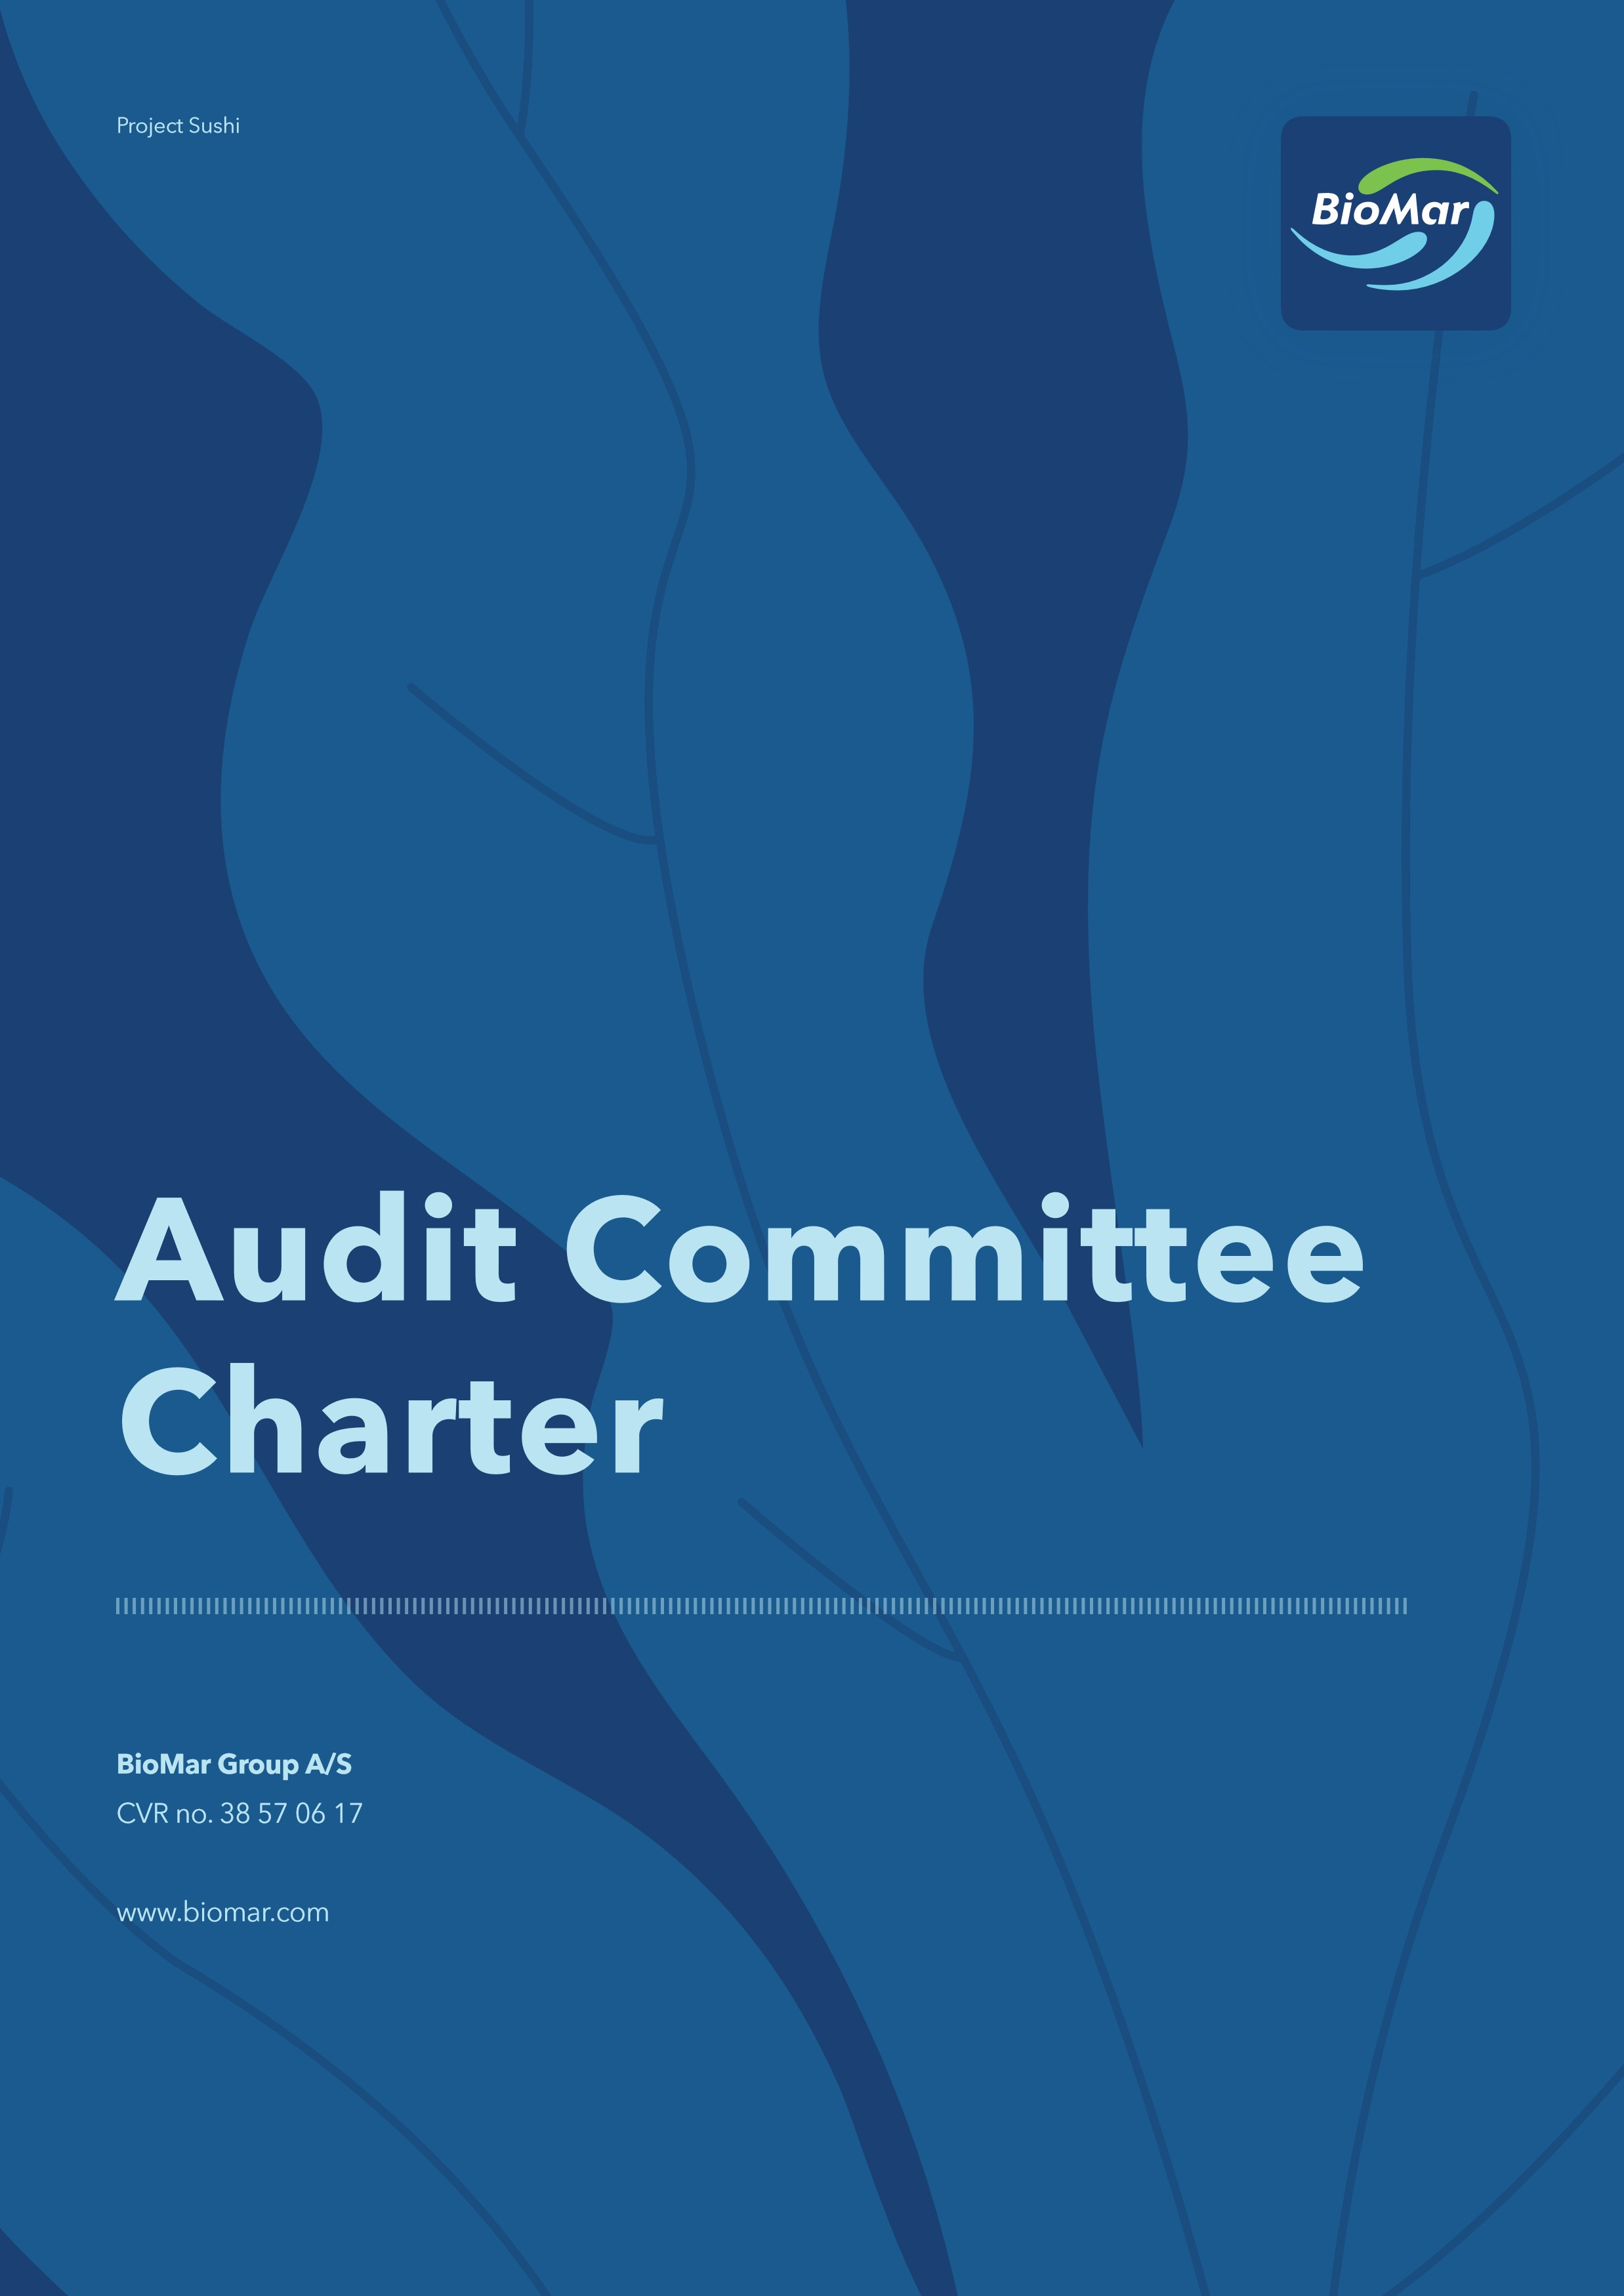 Project Sushi
BioMar
Audit Committee
Charter
BioMar Group A/S
CVR no. 38 57 06 17
www.biomar.com